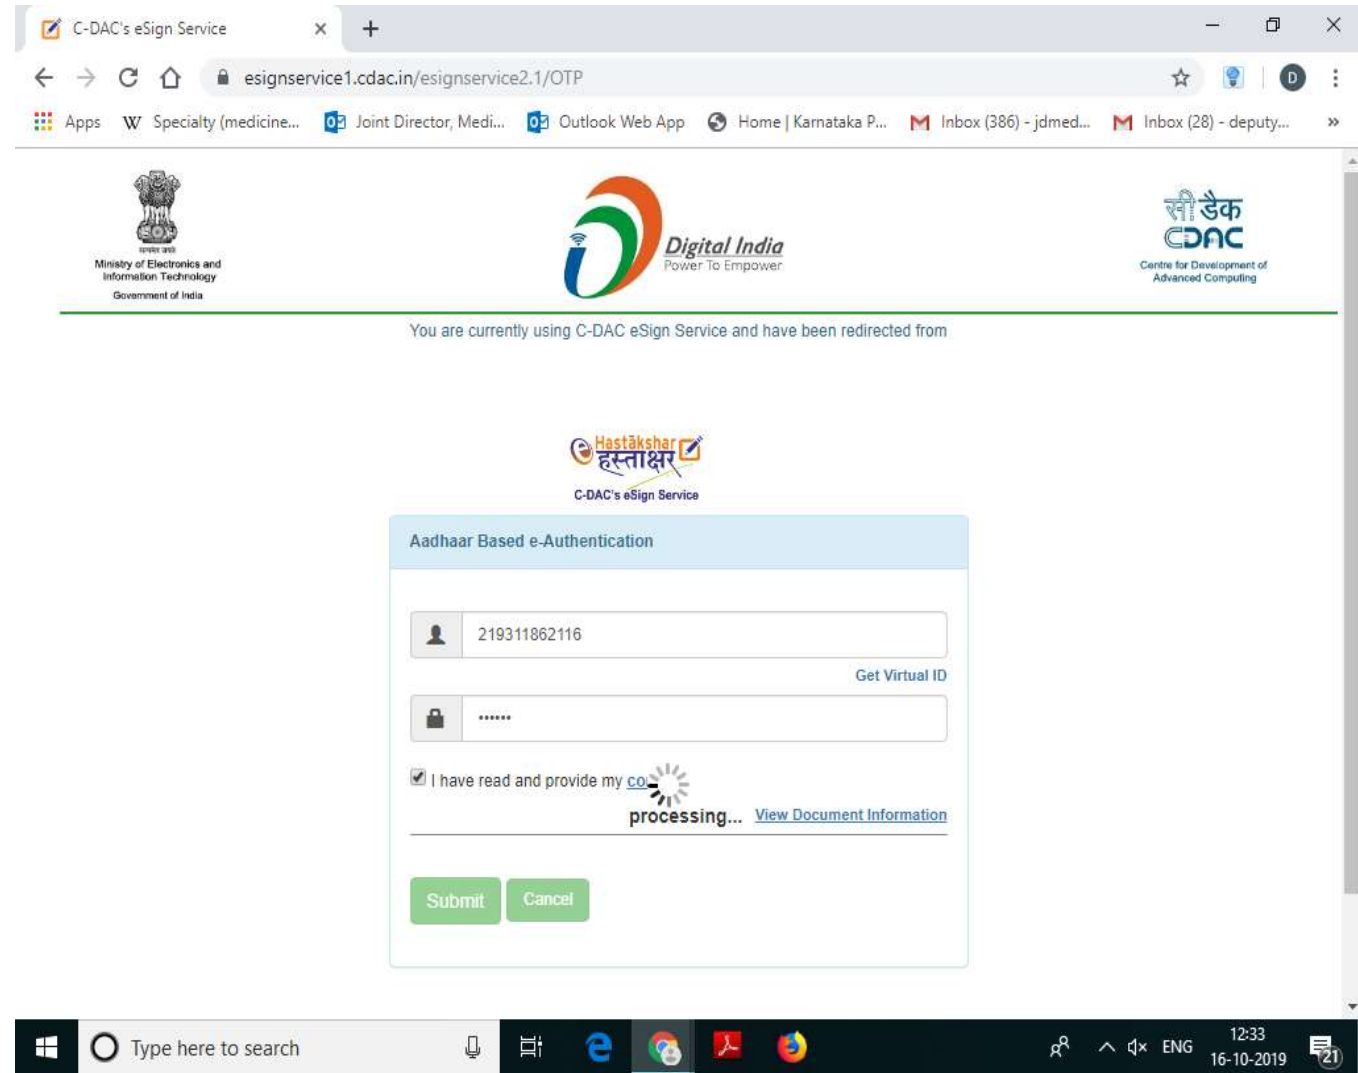 C-DAC's eSign Service
esignservice1.cdac.in/esignservice2.1/OTP
D
Apps Specialty (medicine... Joint Director, Medi... Outlook Web App Home | Karnataka P... Inbox (386) - jdmed... Inbox (28) - deputy... »
सत्यमेव जयते
Ministry of Electronics and
Information Technology
Government of India
Digital India
Power To Empower
सी डैक
CDAC
Centre for Development of
Advanced Computing
You are currently using C-DAC eSign Service and have been redirected from
e Hastākshar
हस्ताक्षर
C-DAC's eSign Service
Aadhaar Based e-Authentication
219311862116
Get Virtual ID
••••••
I have read and provide my
processing... View Document Information
Submit Cancel
Type here to search
ENG
12:33
16-10-2019
21